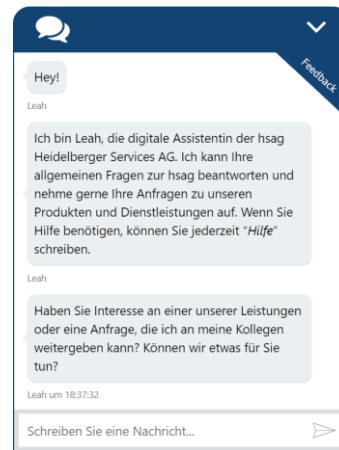 Feedback
Hey!
Leah
Ich bin Leah, die digitale Assistentin der hsag
Heidelberger Services AG. Ich kann Ihre
allgemeinen Fragen zur hsag beantworten und
nehme gerne Ihre Anfragen zu unseren
Produkten und Dienstleistungen auf. Wenn Sie
Hilfe benötigen, können Sie jederzeit "Hilfe"
schreiben.
Leah
Haben Sie Interesse an einer unserer Leistungen
oder eine Anfrage, die ich an meine Kollegen
weitergeben kann? Können wir etwas für Sie
tun?
Leah um 18:37:32
Schreiben Sie eine Nachricht...